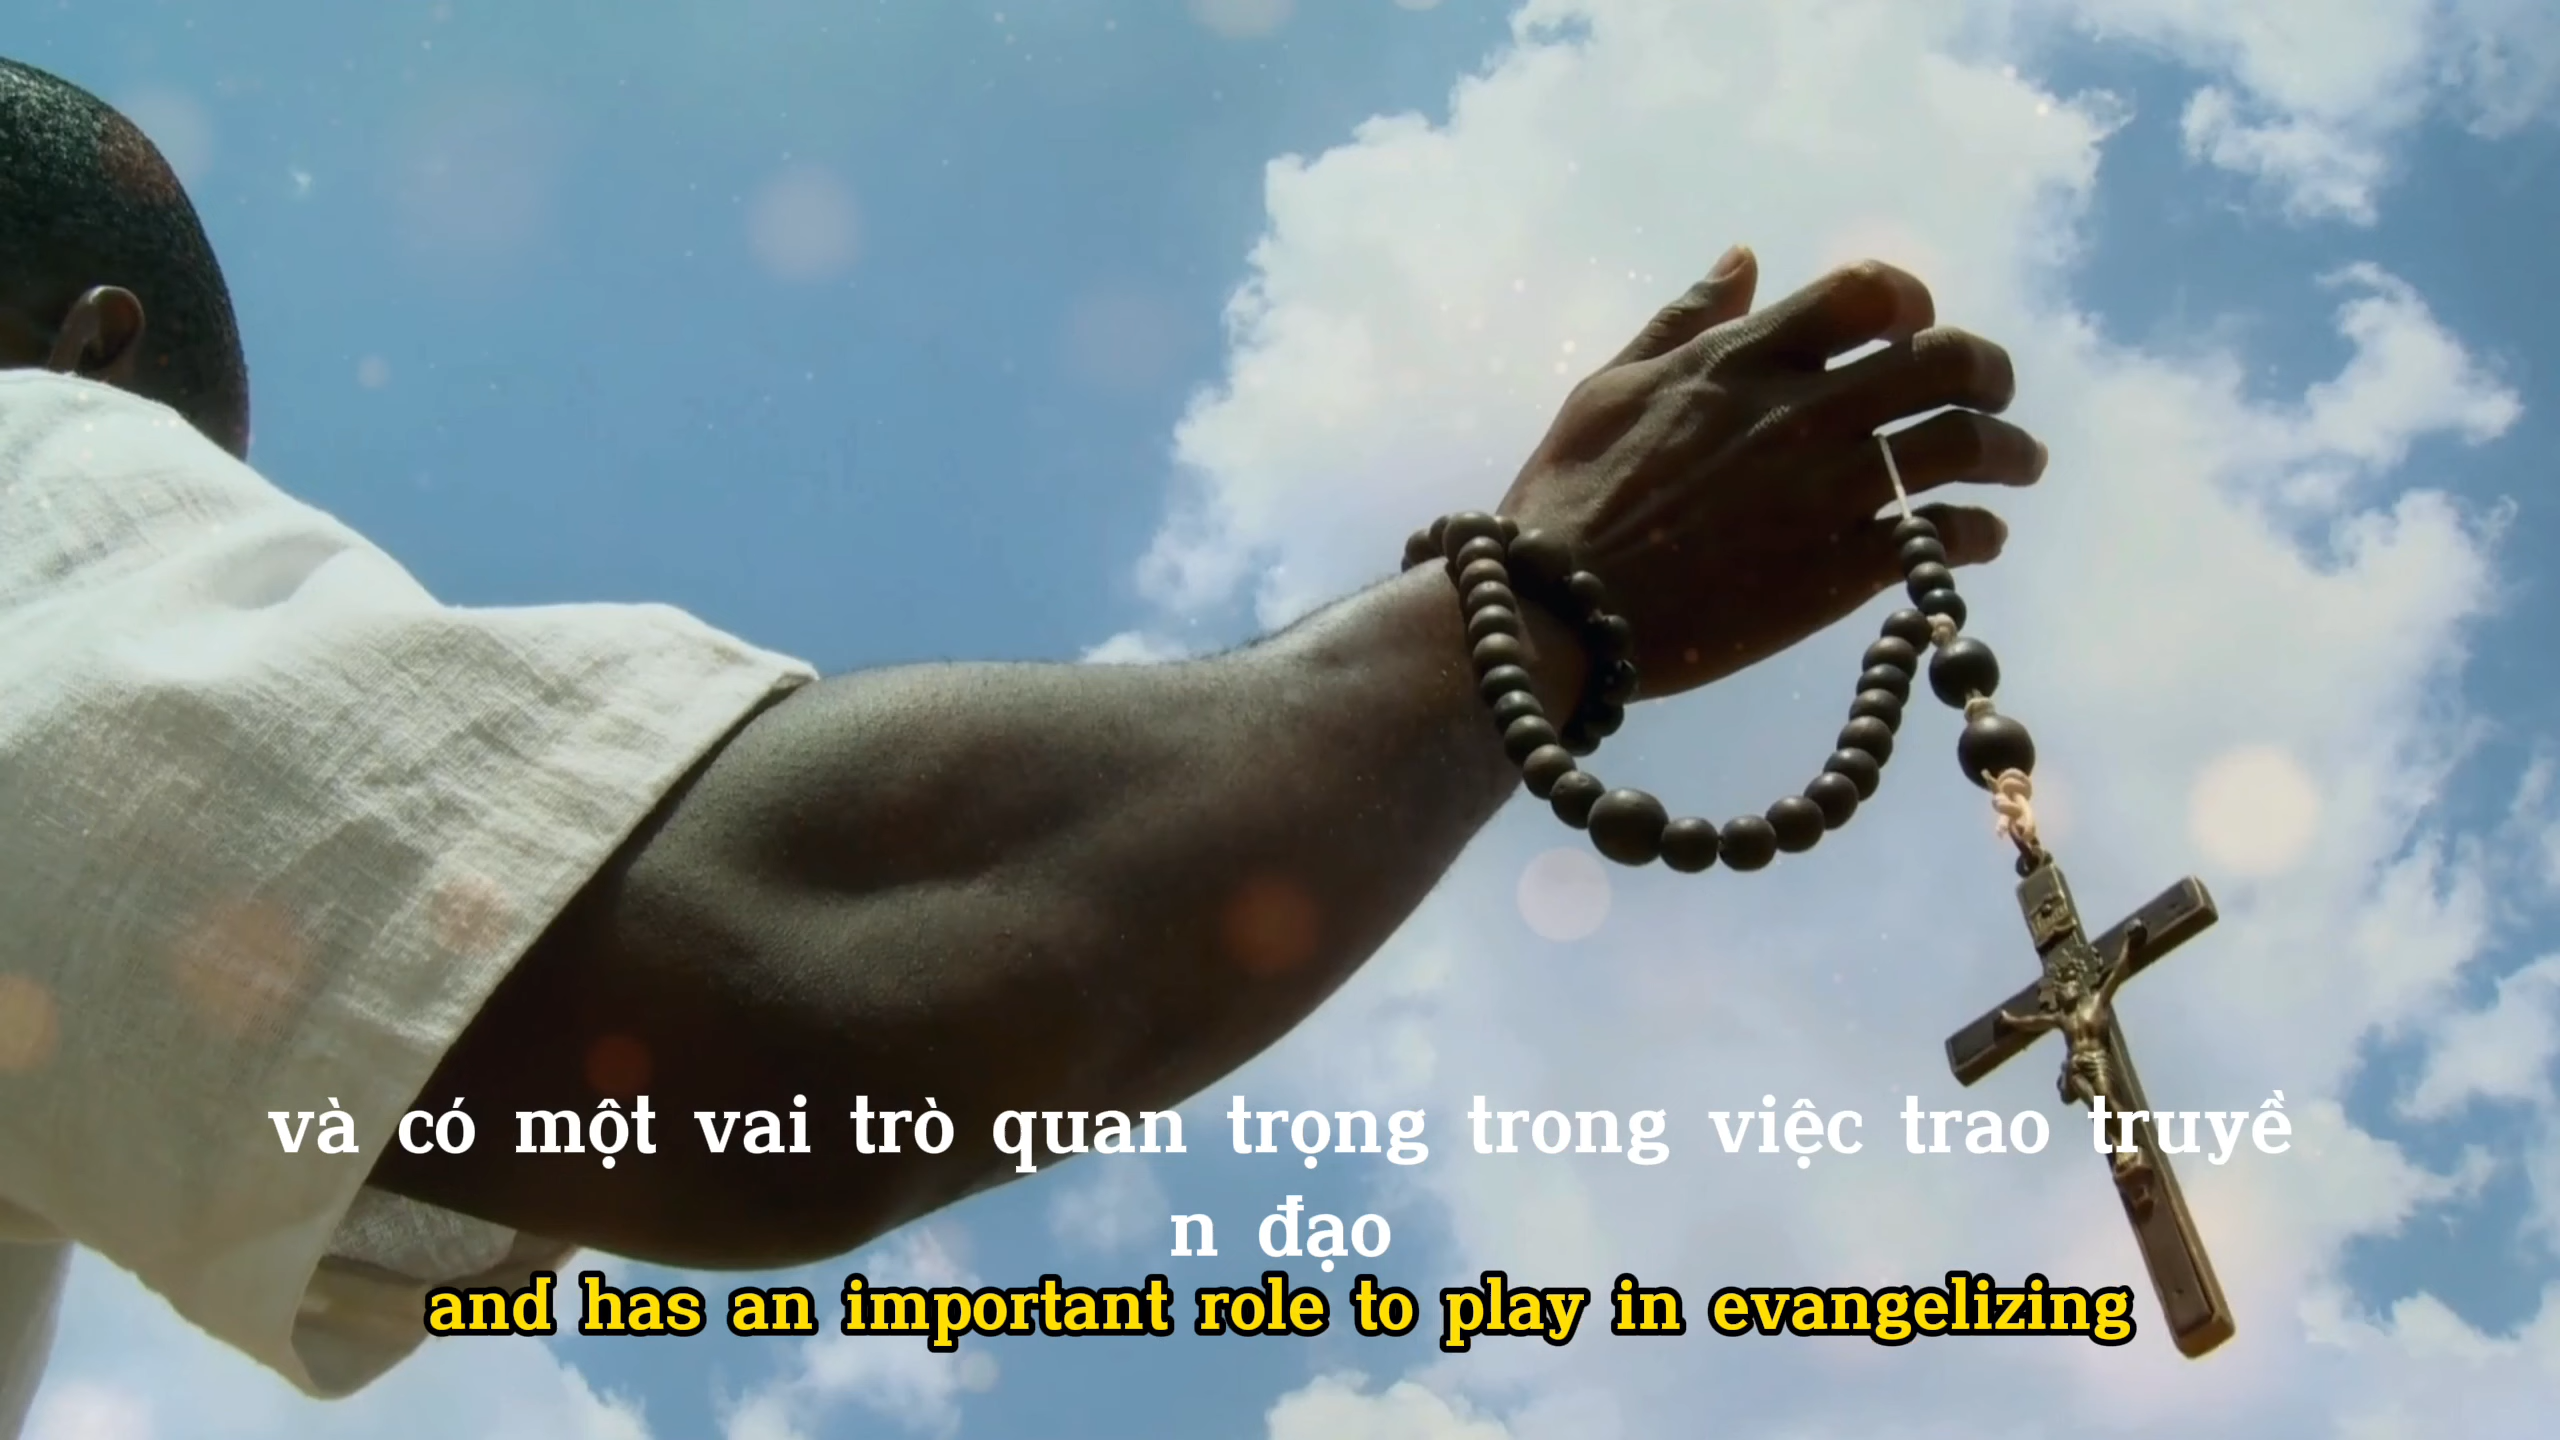 và có một vai trò quan trọng trong việc trao truyề
n đạo
and has an important role to play in evangelizing